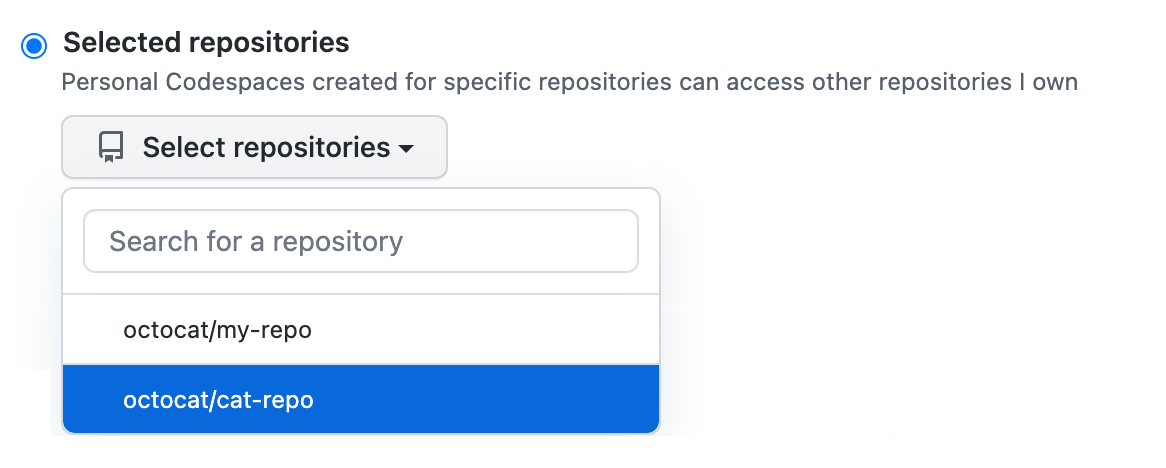 Selected repositories
Personal Codespaces created for specific repositories can access other repositories I own
Select repositories
Search for a repository
octocat/my-repo
octocat/cat-repo